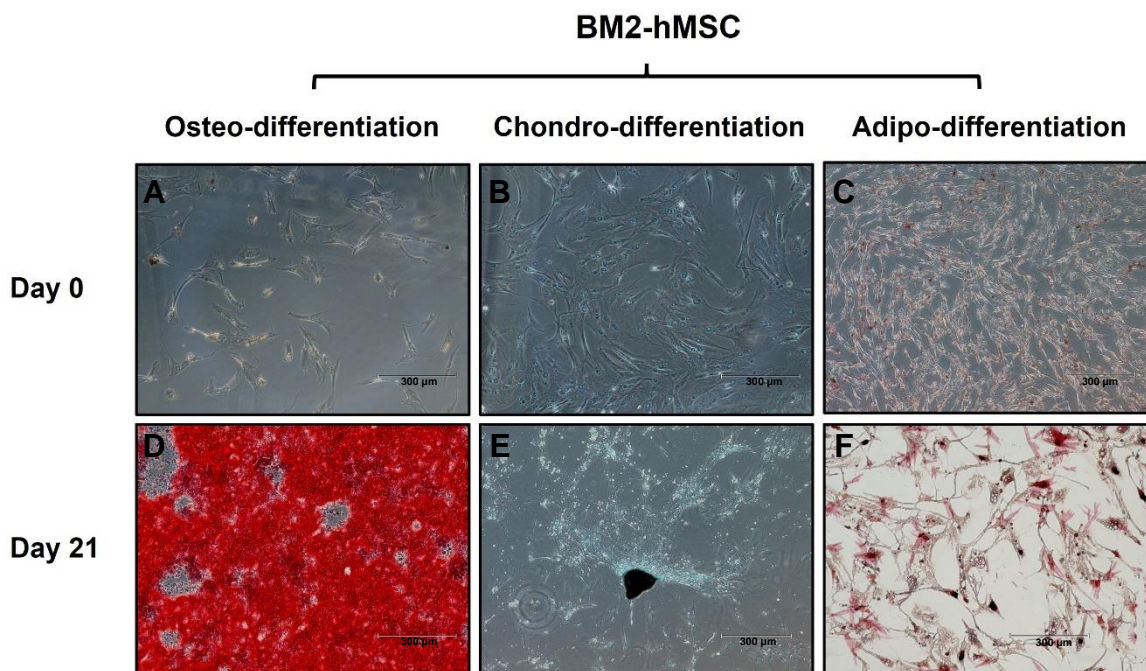 BM2-hMSC
Osteo-differentiation Chondro-differentiation Adipo-differentiation
Day 0
A B C
300 µm 300 µm 300 µm
Day 21
D E F
300 µm 300 µm 300 µm